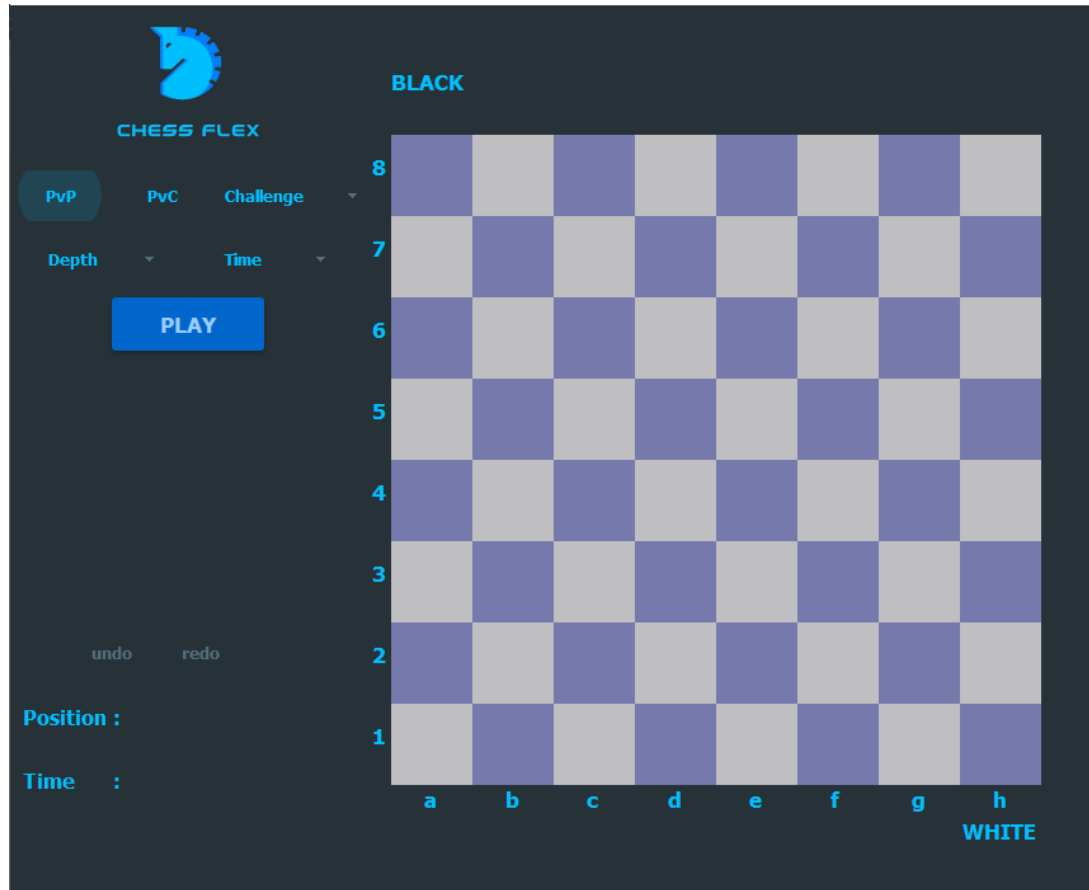 CHESS FLEX
PvP PvC Challenge
Depth Time
PLAY
undo redo
Position :
Time :
BLACK
8
7
6
5
4
3
2
1
a b c d e f g h
WHITE